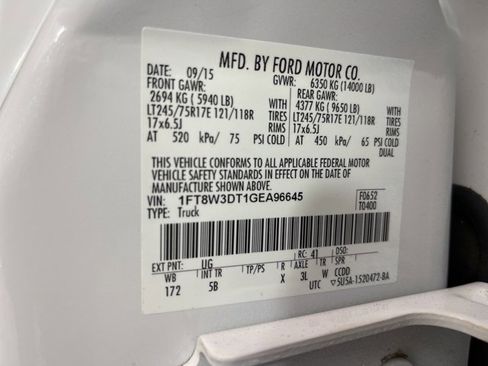 MFD. BY FORD MOTOR CO.
DATE: 09/15 GVWR: 6350 KG (14000 LB)
FRONT GAWR: REAR GAWR:
2694 KG ( 5940 LB) WITH 4377 KG ( 9650 LB) WITH
LT245/75R17E 121/118R TIRES LT245/75R17E 121/118R TIRES
17x6.5J RIMS 17x6.5J RIMS
AT 520 kPa/ 75 PSI COLD AT 450 kPa/ 65 PSI COLD
DUAL
THIS VEHICLE CONFORMS TO ALL APPLICABLE FEDERAL MOTOR
VEHICLE SAFETY STANDARDS IN EFFECT ON THE DATE OF
MANUFACTURE SHOWN ABOVE.
VIN: 1FT8W3DT1GEA96645
TYPE: Truck
F0652
T0400
EXT PNT: UG RC: 41 DSO:
WB INT TR TP/PS R AXLE TR SPR
172 5B X 3L W CCDD
UTC 5U5A-1520472-BA